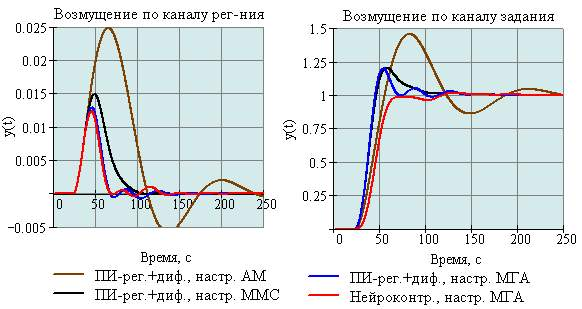 Возмущение по каналу рег-ния
0.025
0.02
0.015
0.01
0.005
0
−0.005
y(t)
0 50 100 150 200 250
Время, с
Возмущение по каналу задания
1.5
1.25
1
0.75
0.5
0.25
y(t)
0 50 100 150 200 250
Время, с
ПИ-рег.+диф., настр. АМ
ПИ-рег.+диф., настр. ММС
ПИ-рег.+диф., настр. МГА
Нейроконтр., настр. МГА